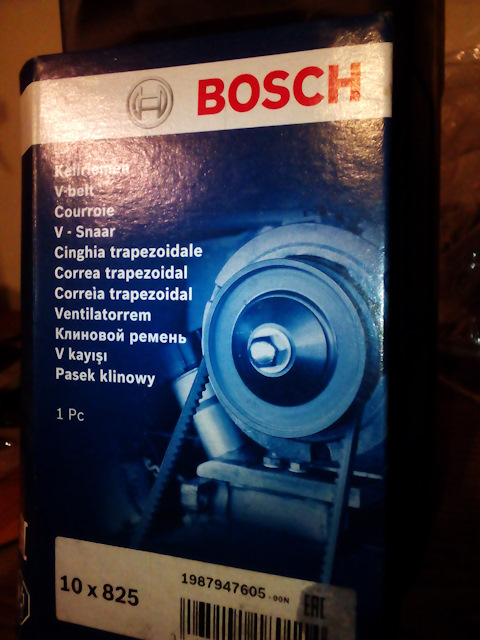 BOSCH
Keilriemen
V-belt
Courroie
V - Snaar
Cinghia trapezoidale
Correa trapezoidal
Correia trapezoidal
Ventilatorrem
Клиновой ремень
V kayışı
Pasek klinowy
1 Pc
10 x 825
1987947605 - 00N
EAC